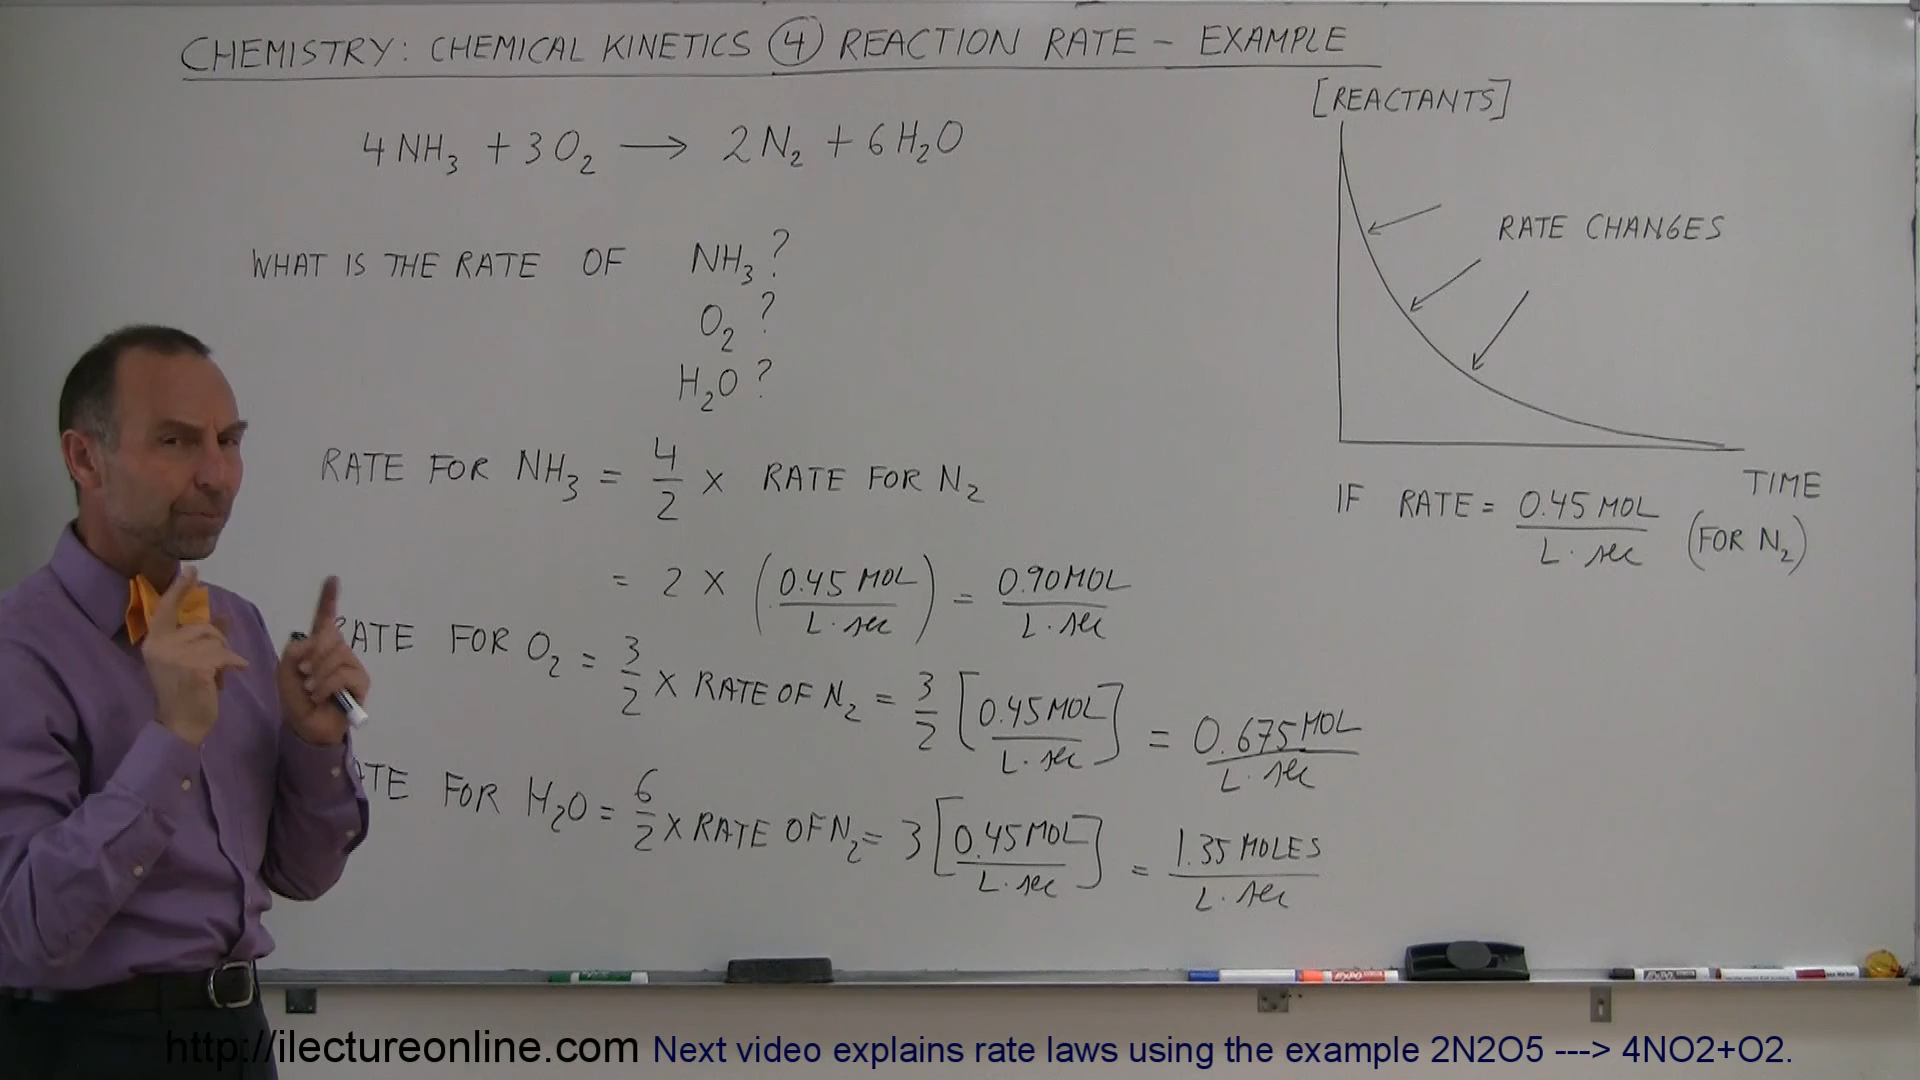 CHEMISTRY: CHEMICAL KINETICS ④ REACTION RATE - EXAMPLE
4NH₃ + 3O₂ → 2N₂ + 6H₂O
WHAT IS THE RATE OF NH₃?
O₂?
H₂O?
[REACTANTS]
RATE CHANGES
TIME
IF RATE = 0.45 MOL / L·sec (FOR N₂)
RATE FOR NH₃ = 4/2 × RATE FOR N₂
= 2 × (0.45 MOL / L·sec) = 0.90 MOL / L·sec
RATE FOR O₂ = 3/2 × RATE OF N₂ = 3/2 [0.45 MOL / L·sec] = 0.675 MOL / L·sec
ATE FOR H₂O = 6/2 × RATE OF N₂ = 3 [0.45 MOL / L·sec] = 1.35 MOLES / L·sec
http://ilectureonline.com Next video explains rate laws using the example 2N2O5 ---> 4NO2+O2.